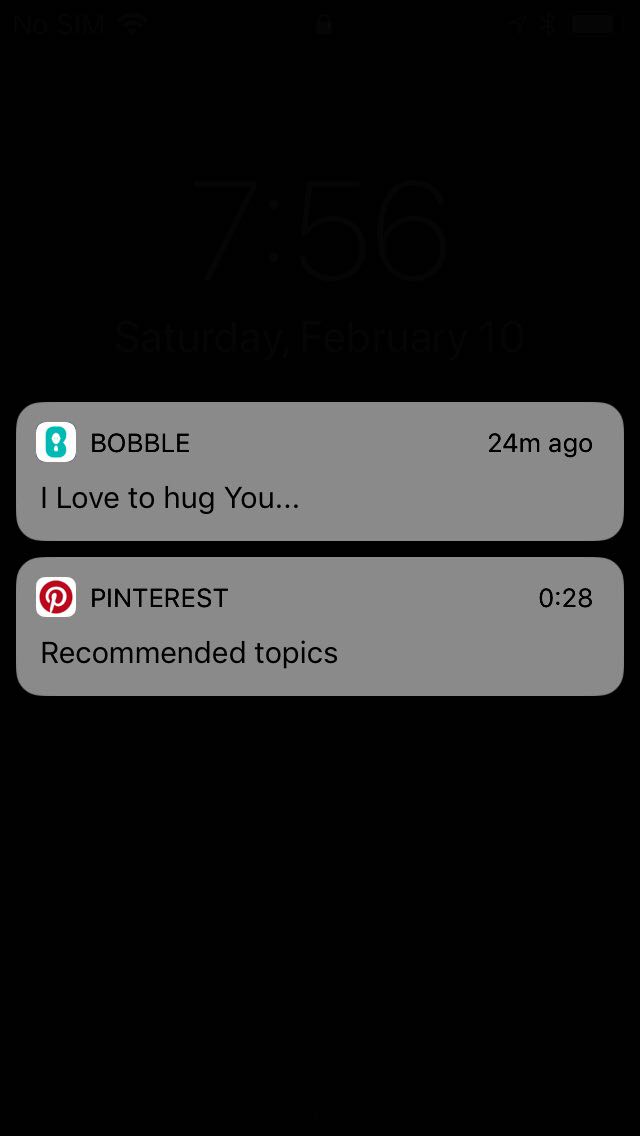 No SIM
7:56
Saturday, February 10
BOBBLE 24m ago
I Love to hug You...
PINTEREST 0:28
Recommended topics